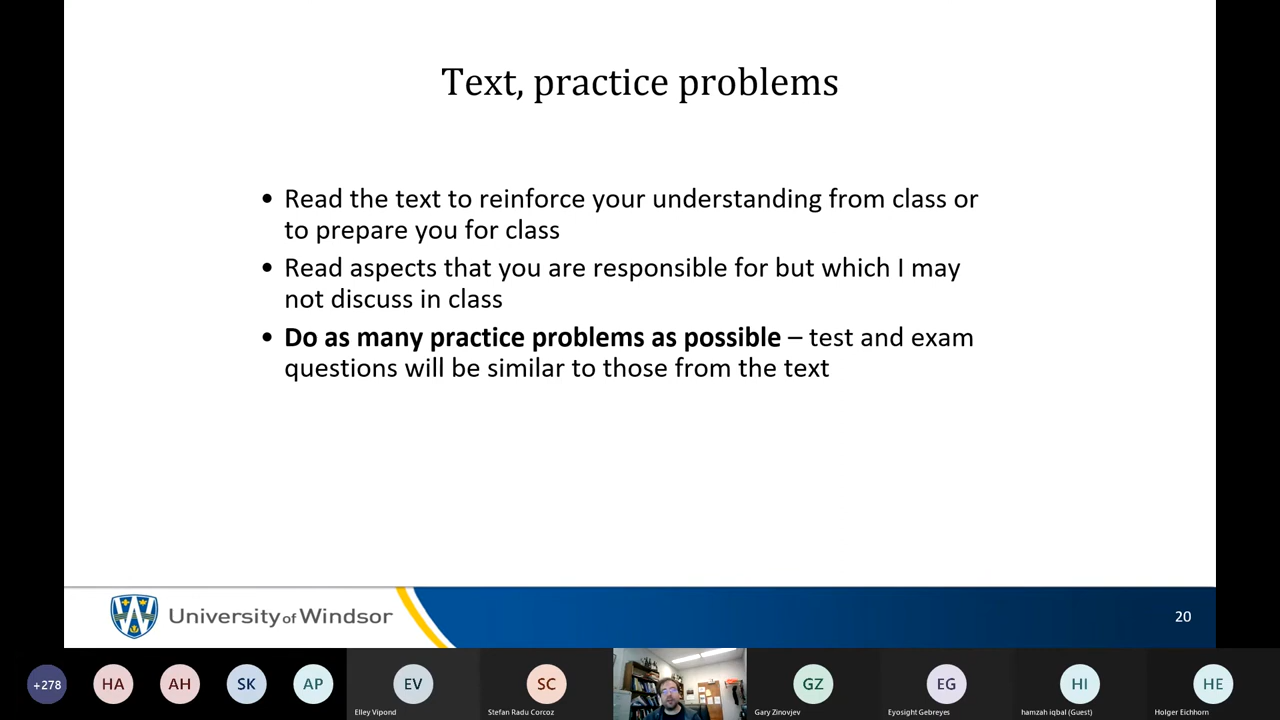 Text, practice problems
• Read the text to reinforce your understanding from class or
to prepare you for class
• Read aspects that you are responsible for but which I may
not discuss in class
• Do as many practice problems as possible – test and exam
questions will be similar to those from the text
University of Windsor
20
+278
HA
AH
SK
AP
EV
SC
GZ
EG
HI
HE
Elley Vipond
Stefan Radu Corcoz
Gary Zinovjev
Eyosight Gebreyes
hamzah iqbal (Guest)
Holger Eichhorn